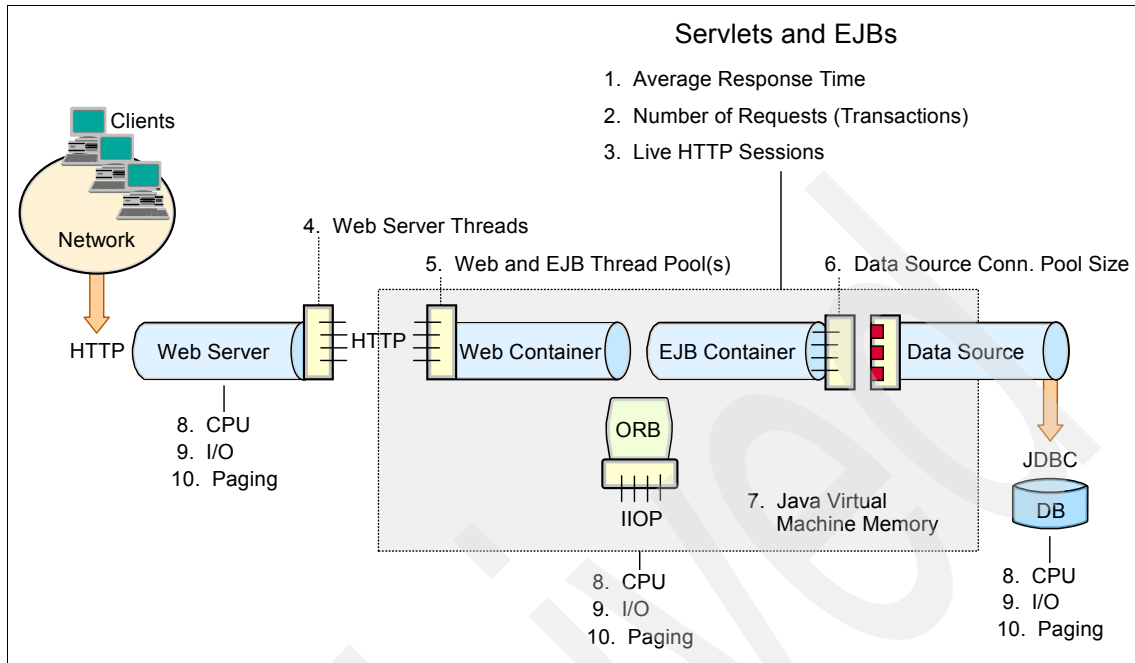 Servlets and EJBs
1. Average Response Time
2. Number of Requests (Transactions)
3. Live HTTP Sessions
Clients
Network
4. Web Server Threads
5. Web and EJB Thread Pool(s)
6. Data Source Conn. Pool Size
HTTP
Web Server
HTTP
Web Container
EJB Container
Data Source
8. CPU
9. I/O
10. Paging
ORB
IIOP
7. Java Virtual
Machine Memory
JDBC
DB
8. CPU
9. I/O
10. Paging
8. CPU
9. I/O
10. Paging